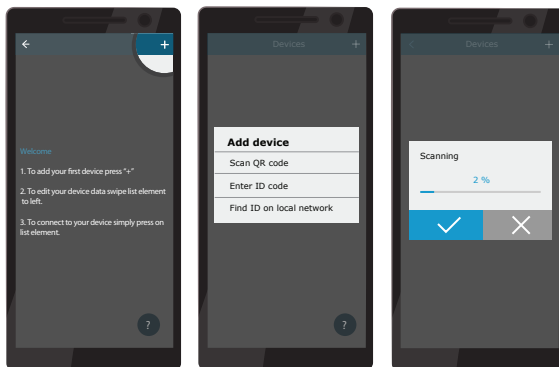 +
Welcome
1. To add your first device press "+"
2. To edit your device data swipe list element
to left.
3. To connect to your device simply press on
list element.
?
Devices +
Add device
Scan QR code
Enter ID code
Find ID on local network
?
Devices +
Scanning
2 %